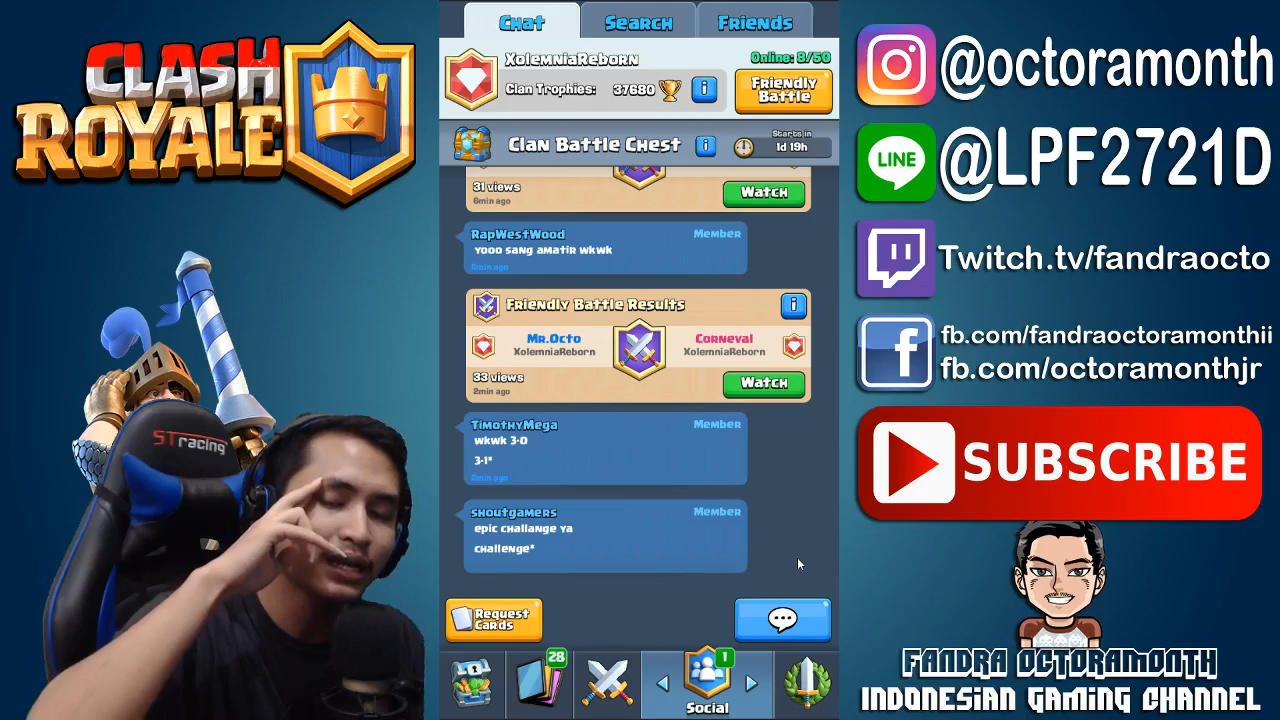 CLASH
ROYALE
STracing
Chat
Search
Friends
XolemniaReborn
Online: 8/50
Clan Trophies: 37680
i
Friendly
Battle
Clan Battle Chest
i
Starts in
1d 19h
31 views
6min ago
Watch
RapWestWood
Member
yooo sang amatir wkwk
Friendly Battle Results
i
Mr.Octo
Corneval
XolemniaReborn
XolemniaReborn
33 views
2min ago
Watch
TimothyMega
Member
wkwk 3-0
3-1*
2min ago
shoutgamers
Member
epic challange ya
challenge*
Request
Cards
28
1
Social
@octoramonth
LINE
@LPF2721D
Twitch.tv/fandraocto
f
fb.com/fandraoctoramonthii
fb.com/octoramonthjr
SUBSCRIBE
FANDRA OCTORAMONTH
INDONESIAN GAMING CHANNEL